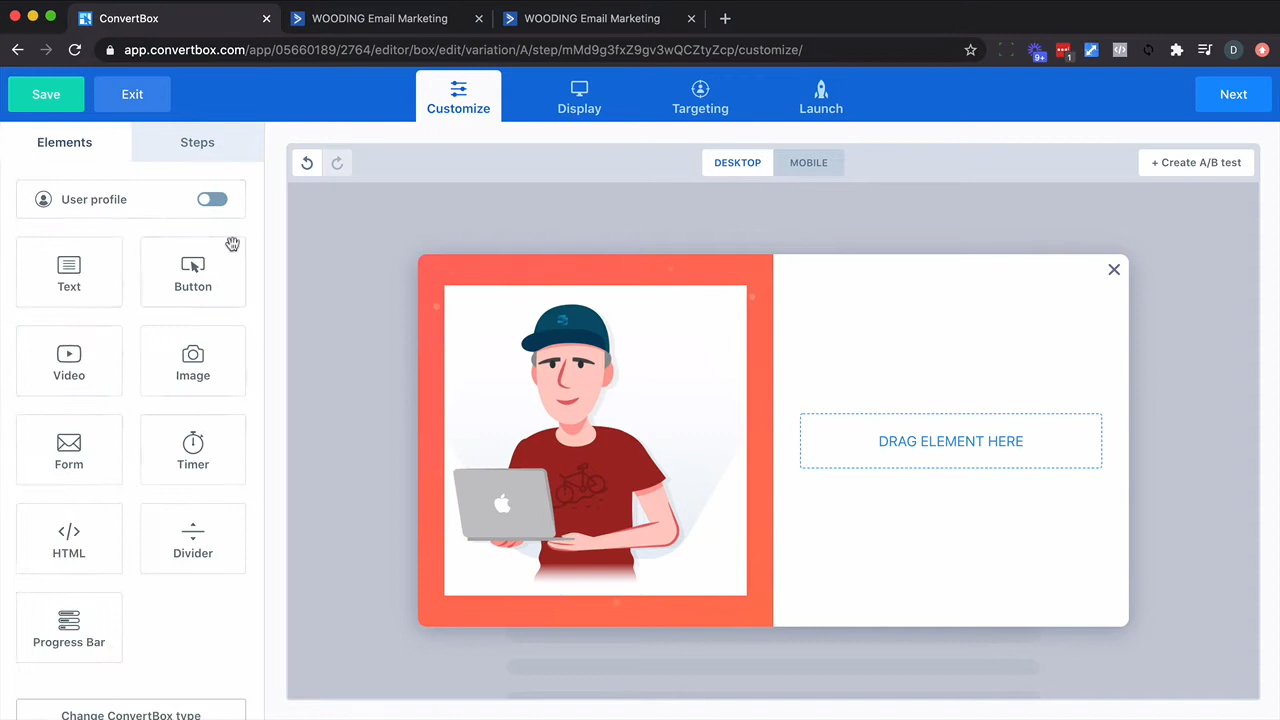 ConvertBox
WOODING Email Marketing
WOODING Email Marketing
app.convertbox.com/app/05660189/2764/editor/box/edit/variation/A/step/mMd9g3fxZ9gv3wQCZtyZcp/customize/
9+
1
D
Save
Exit
Customize
Display
Targeting
Launch
Next
Elements
Steps
DESKTOP
MOBILE
+ Create A/B test
User profile
Text
Button
Video
Image
DRAG ELEMENT HERE
Form
Timer
HTML
Divider
Progress Bar
Change ConvertBox type